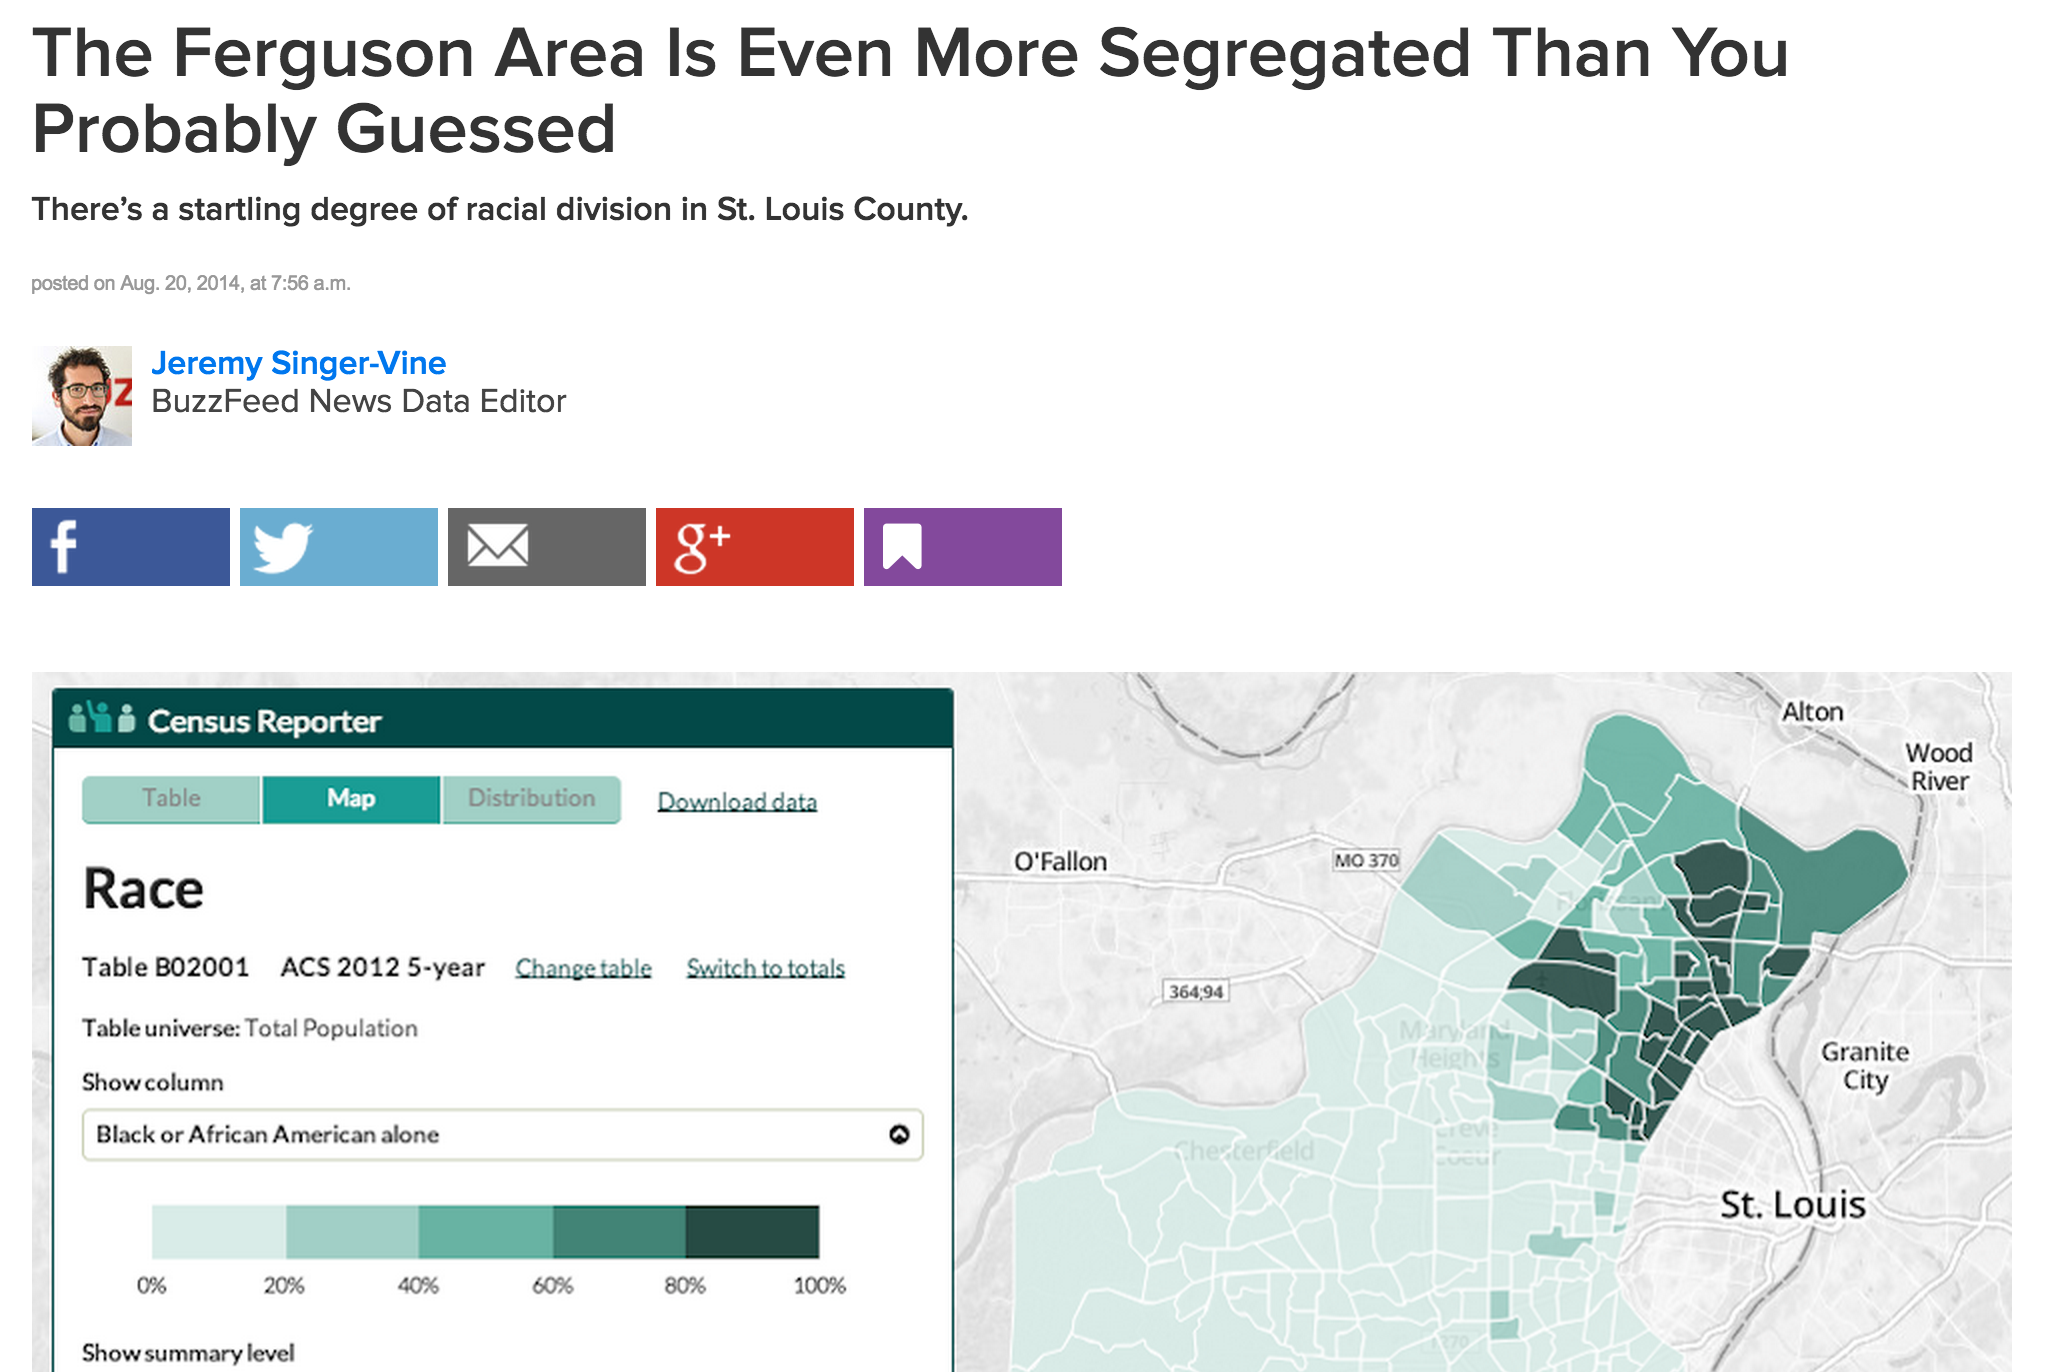 The Ferguson Area Is Even More Segregated Than You
Probably Guessed
There’s a startling degree of racial division in St. Louis County.
posted on Aug. 20, 2014, at 7:56 a.m.
Jeremy Singer-Vine
BuzzFeed News Data Editor
f
g+
Census Reporter
Table
Map
Distribution
Download data
Race
Table B02001
ACS 2012 5-year
Change table
Switch to totals
Table universe: Total Population
Show column
Black or African American alone
0%
20%
40%
60%
80%
100%
Show summary level
Alton
Wood
River
O'Fallon
MO 370
364;94
Maryland
Heights
Granite
City
Creve
Coeur
Chesterfield
St. Louis